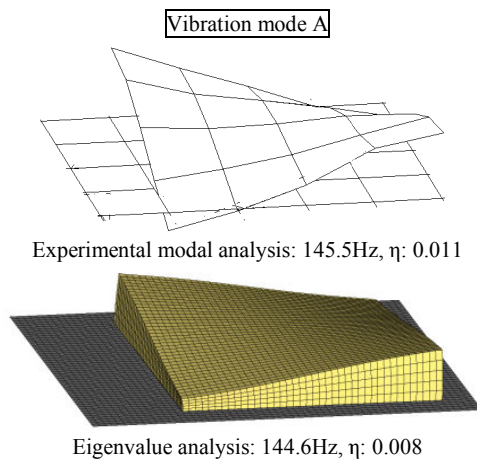 Vibration mode A
Experimental modal analysis: 145.5Hz, η: 0.011
Eigenvalue analysis: 144.6Hz, η: 0.008